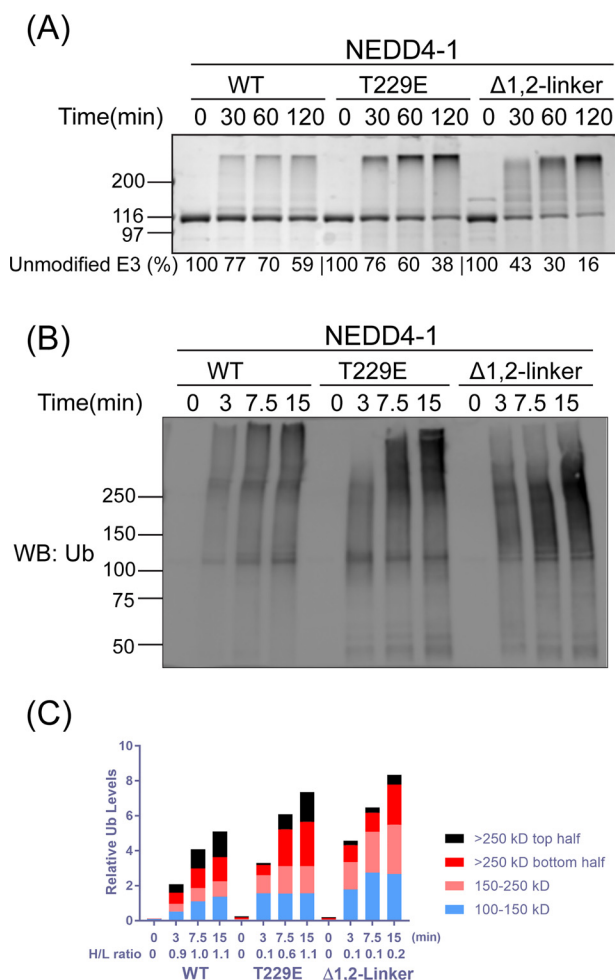 (A)
NEDD4-1
WT T229E Δ1,2-linker
Time(min) 0 30 60 120 0 30 60 120 0 30 60 120
200
116
97
Unmodified E3 (%) 100 77 70 59 |100 76 60 38 |100 43 30 16
(B)
NEDD4-1
WT T229E Δ1,2-linker
Time(min) 0 3 7.5 15 0 3 7.5 15 0 3 7.5 15
250
150
WB: Ub
100
75
50
(C)
Relative Ub Levels
10
8
6
4
2
0
>250 kD top half
>250 kD bottom half
150-250 kD
100-150 kD
0 3 7.5 15 0 3 7.5 15 0 3 7.5 15 (min)
H/L ratio 0 0.9 1.0 1.1 0 0.1 0.6 1.1 0 0.1 0.1 0.2
WT T229E Δ1,2-Linker